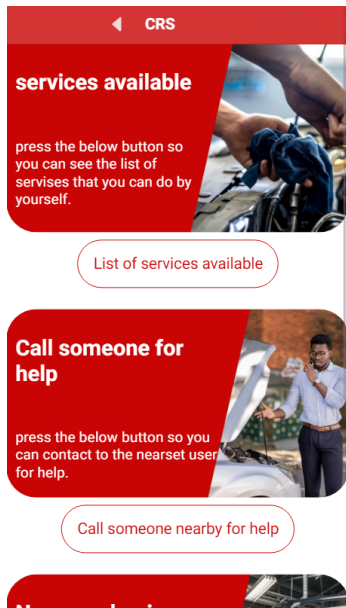 CRS
services available
press the below button so
you can see the list of
servises that you can do by
yourself.
List of services available
Call someone for
help
press the below button so you
can contact to the nearset user
for help.
Call someone nearby for help